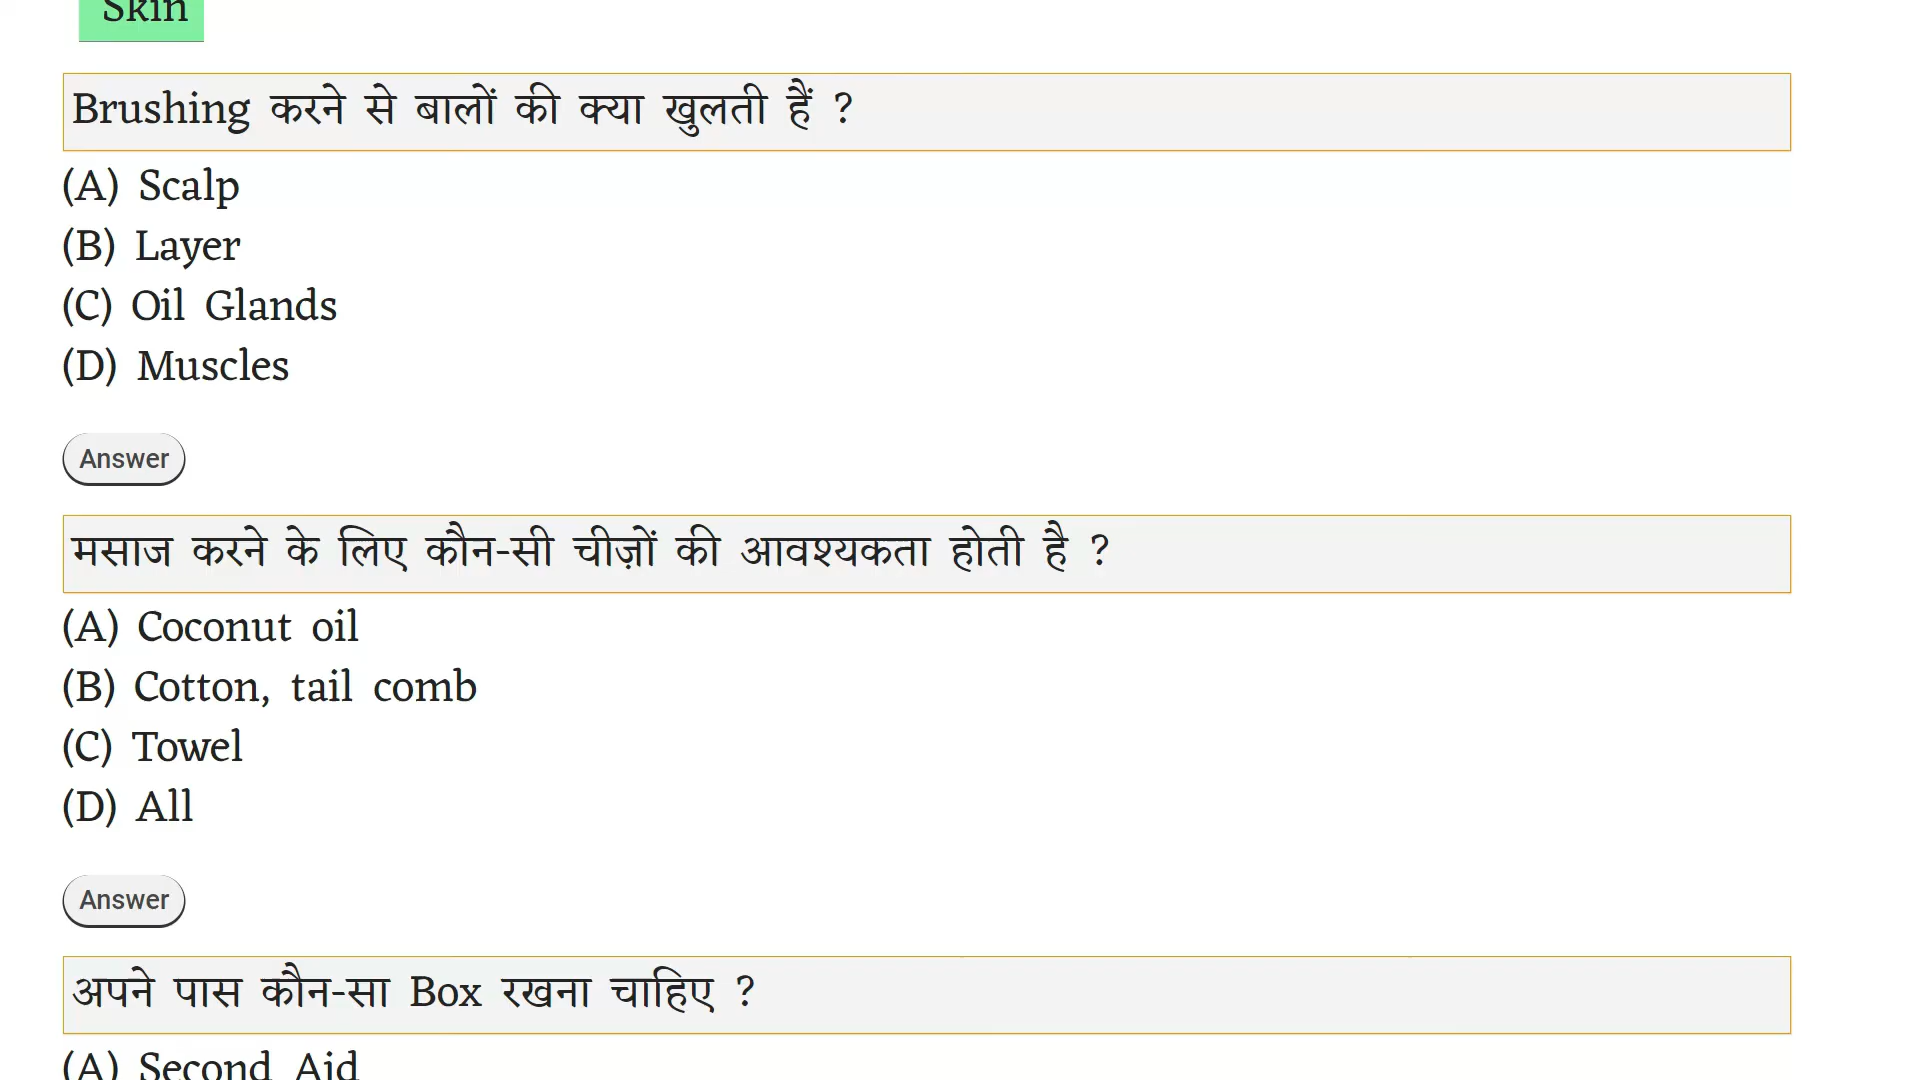 Skin
Brushing करने से बालों की क्या खुलती हैं ?
(A) Scalp
(B) Layer
(C) Oil Glands
(D) Muscles
Answer
मसाज करने के लिए कौन-सी चीज़ों की आवश्यकता होती है ?
(A) Coconut oil
(B) Cotton, tail comb
(C) Towel
(D) All
Answer
अपने पास कौन-सा Box रखना चाहिए ?
(A) Second Aid